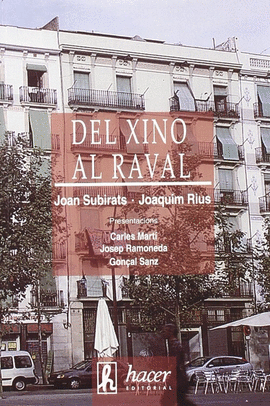 DEL XINO
AL RAVAL
Joan Subirats · Joaquim Rius
Presentacions
Carles Martí
Josep Ramoneda
Gonçal Sanz
h hacer
EDITORIAL